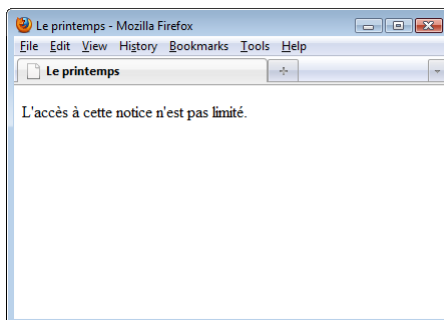 Le printemps - Mozilla Firefox
File Edit View History Bookmarks Tools Help
Le printemps
L'accès à cette notice n'est pas limité.